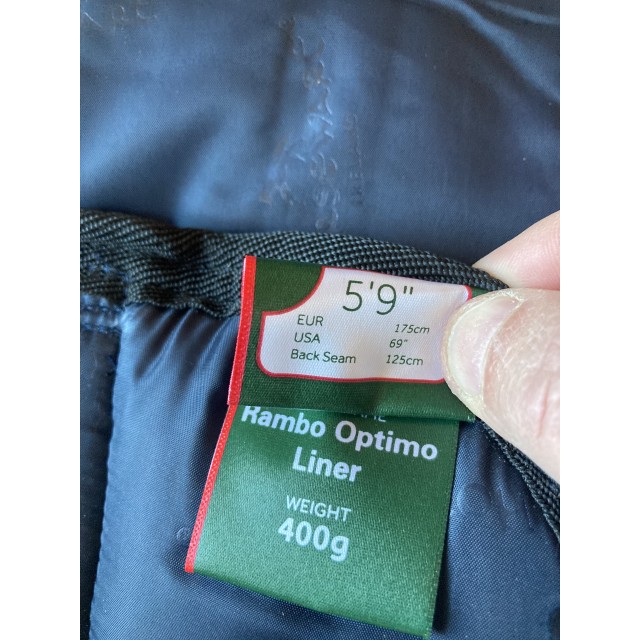 5'9"
EUR 175cm
USA 69"
Back Seam 125cm
Rambo Optimo
Liner
WEIGHT
400g